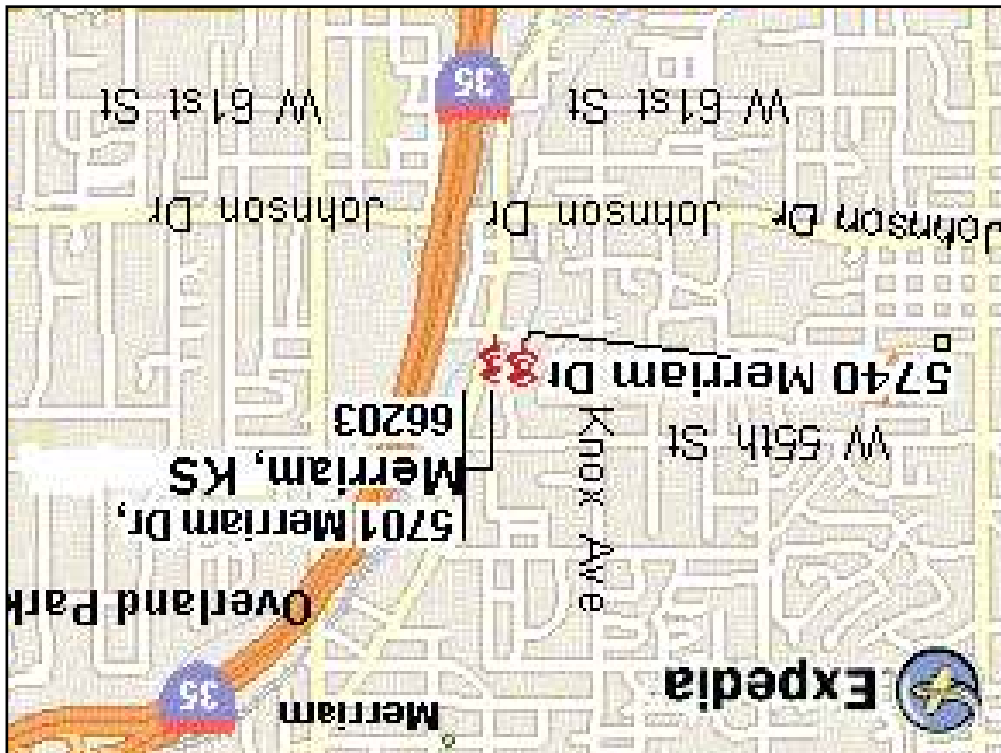 Merriam
35
Expedia
Overland Park
Knox Ave
5701 Merriam Dr,
Merriam, KS
66203
W 55th St
5740 Merriam Dr
Johnson Dr
Johnson Dr
Johnson Dr
W 61st St
W 61st St
35